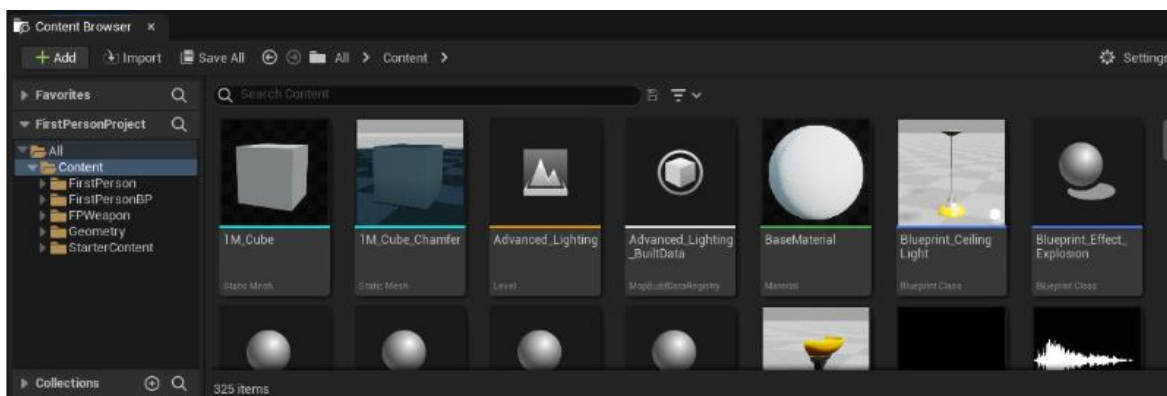 Content Browser ×
+ Add Import Save All All > Content > Settings
Favorites
Search Content
FirstPersonProject
All
Content
FirstPerson
FirstPersonBP
FPWeapon
Geometry
StarterContent
1M_Cube
Static Mesh
1M_Cube_Chamfer
Static Mesh
Advanced_Lighting
Level
Advanced_Lighting
_BuiltData
MapBuildDataRegistry
BaseMaterial
Material
Blueprint_Ceiling
Light
Blueprint Class
Blueprint_Effect_
Explosion
Blueprint Class
Collections
325 items